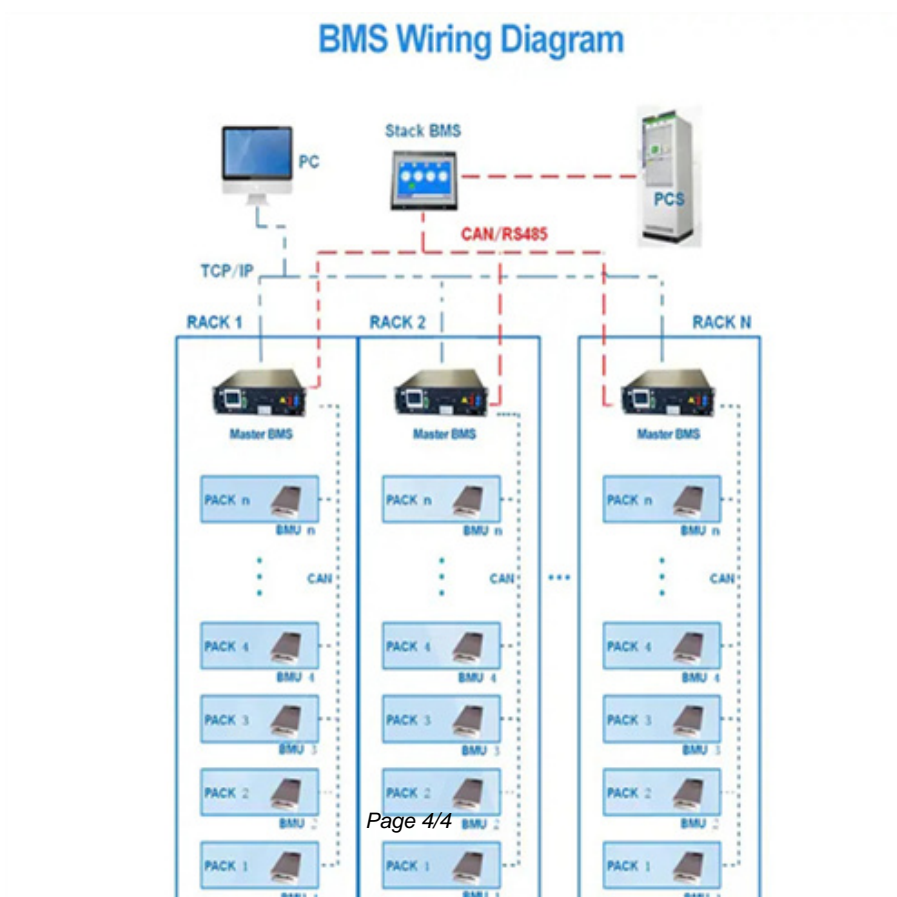 BMS Wiring Diagram
Stack BMS
PC
PCS
CAN/RS485
TCP/IP
RACK 1
RACK 2
RACK N
Master BMS
Master BMS
Master BMS
PACK n
PACK n
PACK n
BMU n
BMU n
BMU n
CAN
CAN
CAN
PACK 4
PACK 4
PACK 4
BMU 4
BMU 4
BMU 4
PACK 3
PACK 3
PACK 3
BMU 3
BMU 3
BMU 3
PACK 2
PACK 2
PACK 2
Page 4/4
BMU 2
BMU 2
BMU 2
PACK 1
PACK 1
PACK 1